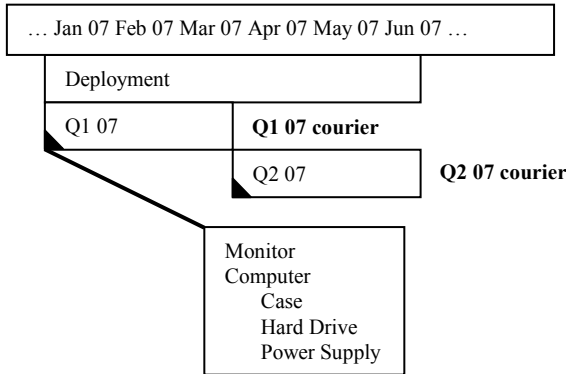 … Jan 07 Feb 07 Mar 07 Apr 07 May 07 Jun 07 …
Deployment
Q1 07 Q1 07 courier
Q2 07 Q2 07 courier
Monitor
Computer
Case
Hard Drive
Power Supply